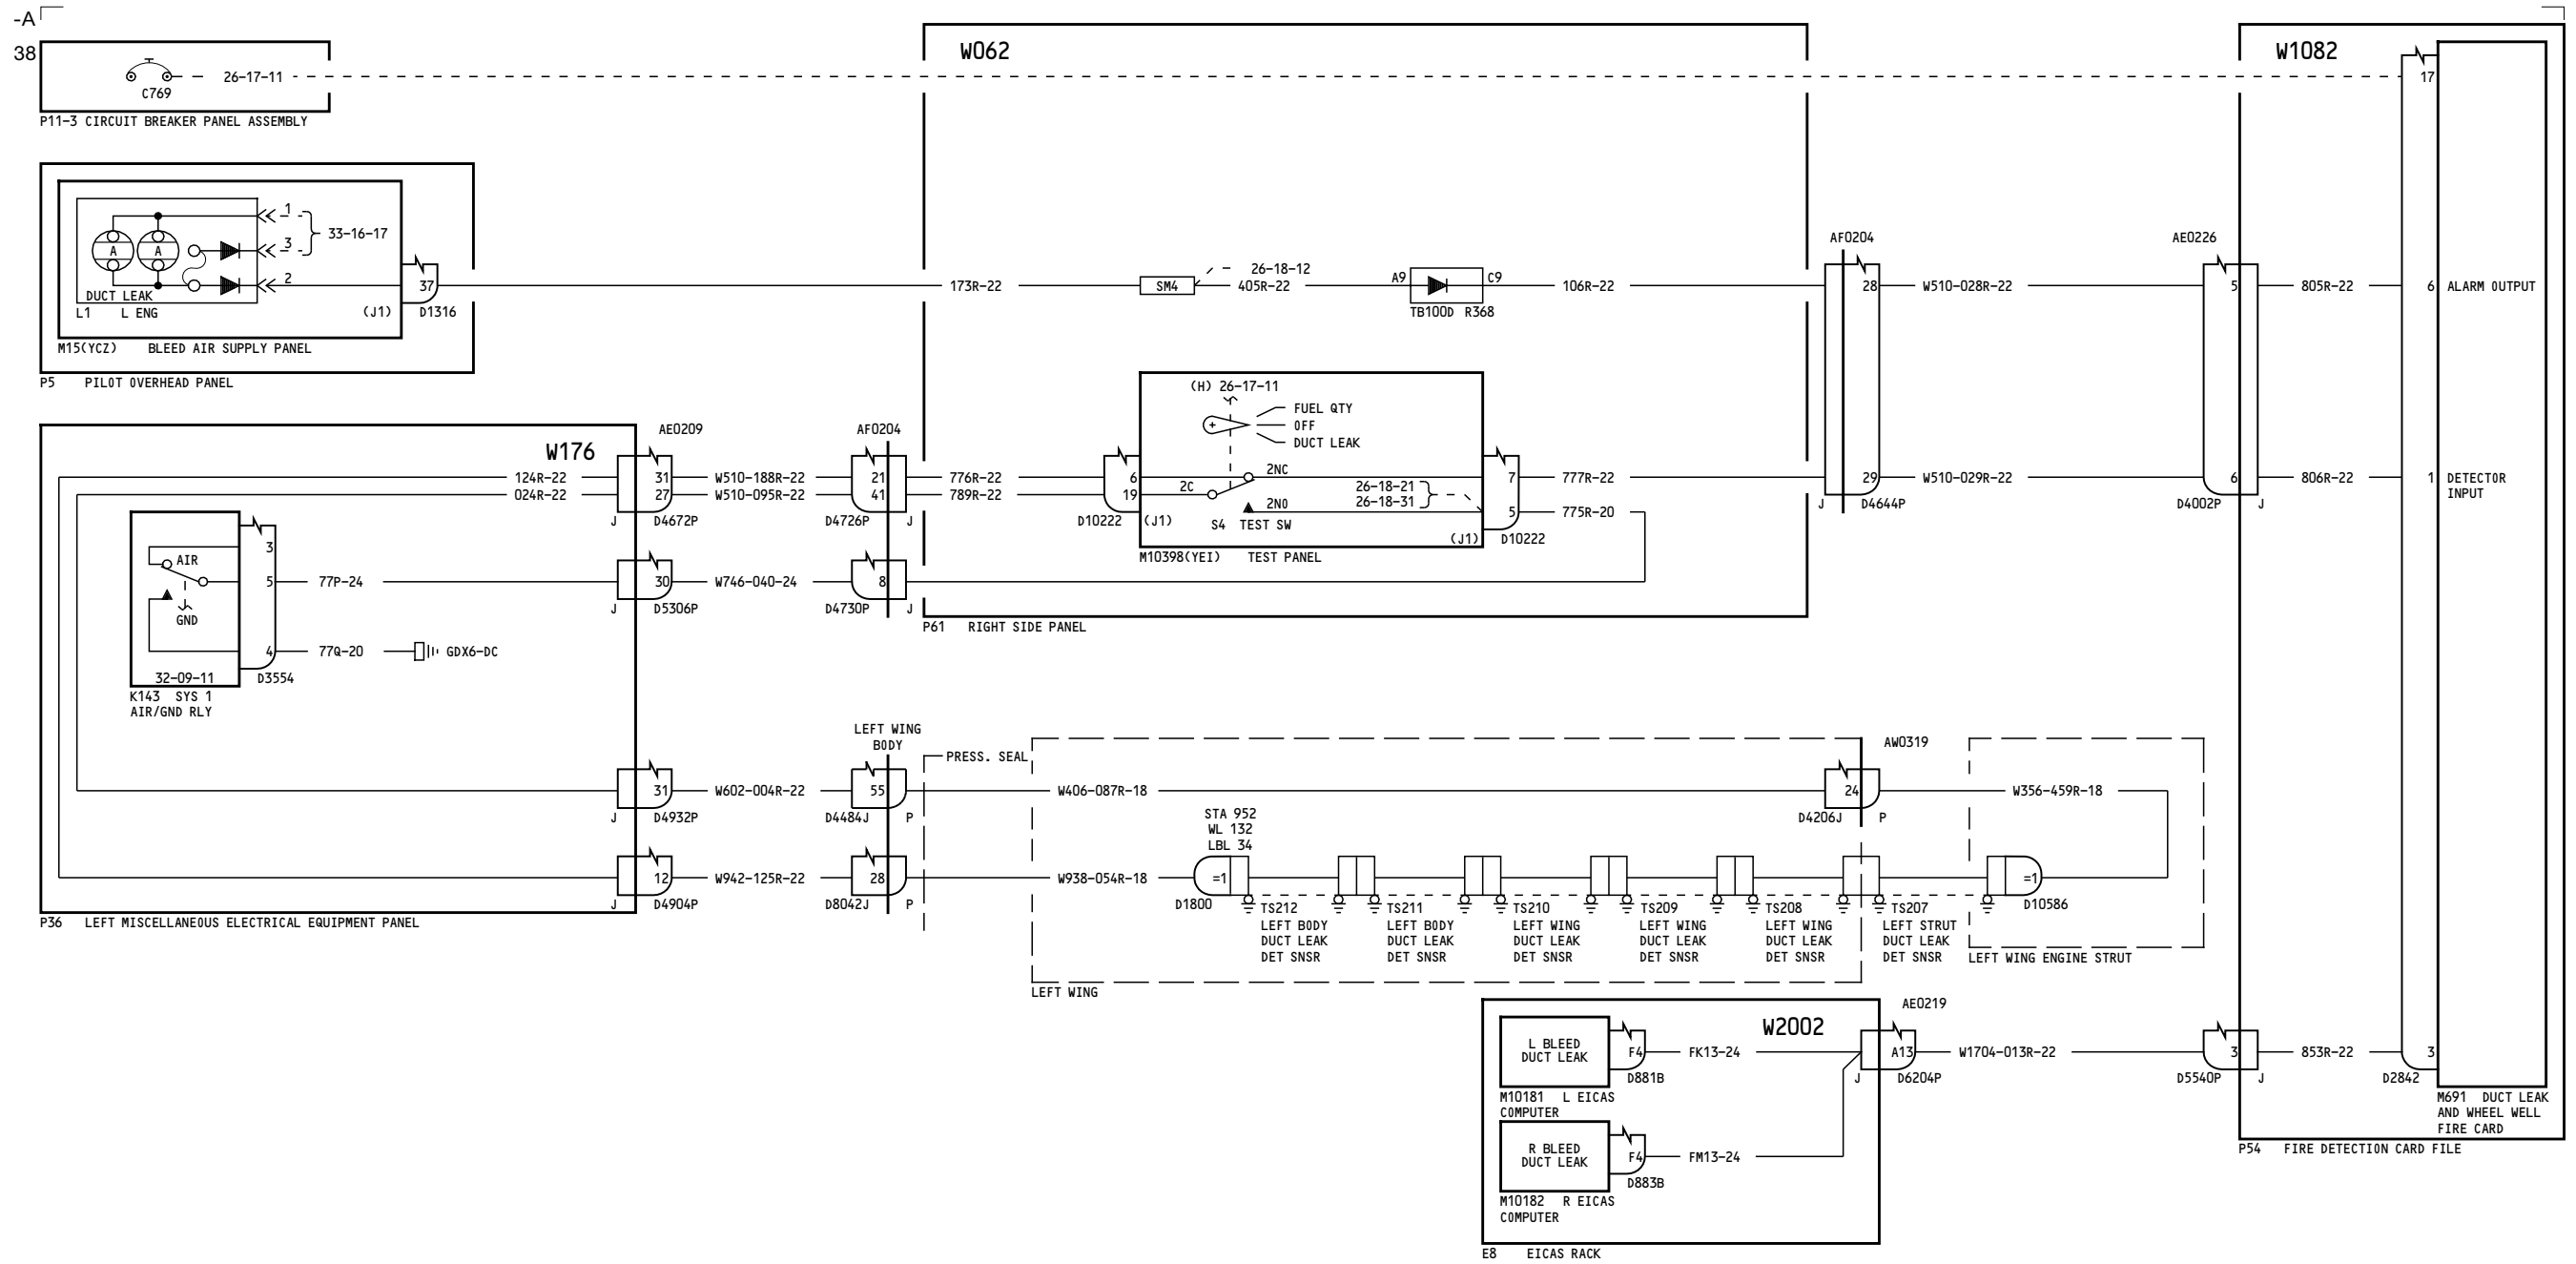 -A
38
C769
26-17-11
P11-3 CIRCUIT BREAKER PANEL ASSEMBLY
W062
W1082
17
A
A
1
3
2
33-16-17
DUCT LEAK
L1 L ENG
(J1)
37
D1316
M15(YCZ) BLEED AIR SUPPLY PANEL
P5 PILOT OVERHEAD PANEL
173R-22
SM4
26-18-12
405R-22
A9
C9
TB100D R368
106R-22
AF0204
28
W510-028R-22
AE0226
5
805R-22
6
ALARM OUTPUT
(H) 26-17-11
FUEL QTY
OFF
DUCT LEAK
W176
AE0209
AF0204
124R-22
31
W510-188R-22
21
776R-22
6
2NC
7
777R-22
29
W510-029R-22
6
806R-22
1
DETECTOR
INPUT
024R-22
27
W510-095R-22
41
789R-22
19
2C
26-18-21
26-18-31
2NO
5
775R-20
J
D4672P
D4726P
J
D10222
(J1)
S4 TEST SW
(J1)
D10222
J
D4644P
D4002P
J
M10398(YEI) TEST PANEL
3
AIR
5
77P-24
30
W746-040-24
8
J
D5306P
D4730P
J
GND
P61 RIGHT SIDE PANEL
4
77Q-20
GDX6-DC
32-09-11
D3554
K143 SYS 1
AIR/GND RLY
LEFT WING
BODY
PRESS. SEAL
AW0319
31
W602-004R-22
55
W406-087R-18
24
W356-459R-18
J
D4932P
D4484J
P
D4206J
P
STA 952
WL 132
LBL 34
12
W942-125R-22
28
W938-054R-18
=1
=1
J
D4904P
D8042J
P
D1800
TS212
LEFT BODY
DUCT LEAK
DET SNSR
TS211
LEFT BODY
DUCT LEAK
DET SNSR
TS210
LEFT WING
DUCT LEAK
DET SNSR
TS209
LEFT WING
DUCT LEAK
DET SNSR
TS208
LEFT WING
DUCT LEAK
DET SNSR
TS207
LEFT STRUT
DUCT LEAK
DET SNSR
D10586
P36 LEFT MISCELLANEOUS ELECTRICAL EQUIPMENT PANEL
LEFT WING ENGINE STRUT
LEFT WING
W2002
AE0219
L BLEED
DUCT LEAK
F4
FK13-24
A13
W1704-013R-22
3
853R-22
3
D881B
J
D6204P
D5540P
J
D2842
M10181 L EICAS
COMPUTER
M691 DUCT LEAK
AND WHEEL WELL
FIRE CARD
R BLEED
DUCT LEAK
F4
FM13-24
D883B
P54 FIRE DETECTION CARD FILE
M10182 R EICAS
COMPUTER
E8 EICAS RACK